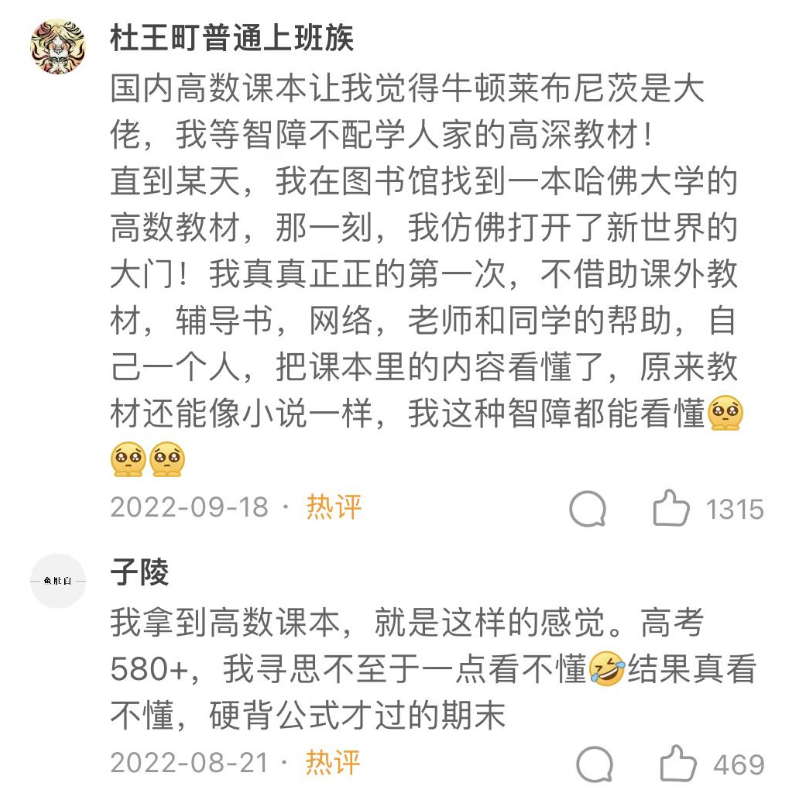 杜王町普通上班族
国内高数课本让我觉得牛顿莱布尼茨是大
佬，我等智障不配学人家的高深教材！
直到某天，我在图书馆找到一本哈佛大学的
高数教材，那一刻，我仿佛打开了新世界的
大门！我真真正正的第一次，不借助课外教
材，辅导书，网络，老师和同学的帮助，自
己一个人，把课本里的内容看懂了，原来教
材还能像小说一样，我这种智障都能看懂🥺
🥺🥺
2022-09-18 · 热评 1315
鱼肚白
子陵
我拿到高数课本，就是这样的感觉。高考
580+，我寻思不至于一点看不懂🤣结果真看
不懂，硬背公式才过的期末
2022-08-21 · 热评 469